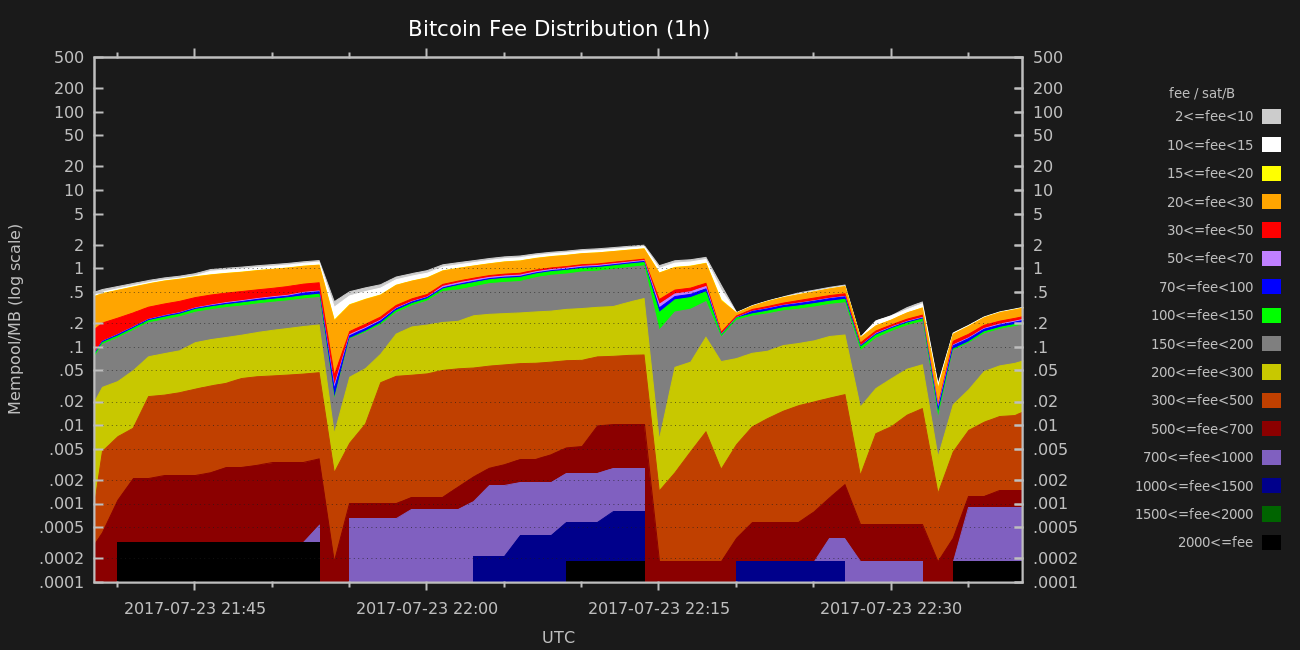 Bitcoin Fee Distribution (1h)
500
200
100
50
20
10
5
2
1
.5
.2
.1
.05
.02
.01
.005
.002
.001
.0005
.0002
.0001
Mempool/MB (log scale)
500
200
100
50
20
10
5
2
1
.5
.2
.1
.05
.02
.01
.005
.002
.001
.0005
.0002
.0001
2017-07-23 21:45
2017-07-23 22:00
2017-07-23 22:15
2017-07-23 22:30
UTC
fee / sat/B
2<=fee<10
10<=fee<15
15<=fee<20
20<=fee<30
30<=fee<50
50<=fee<70
70<=fee<100
100<=fee<150
150<=fee<200
200<=fee<300
300<=fee<500
500<=fee<700
700<=fee<1000
1000<=fee<1500
1500<=fee<2000
2000<=fee